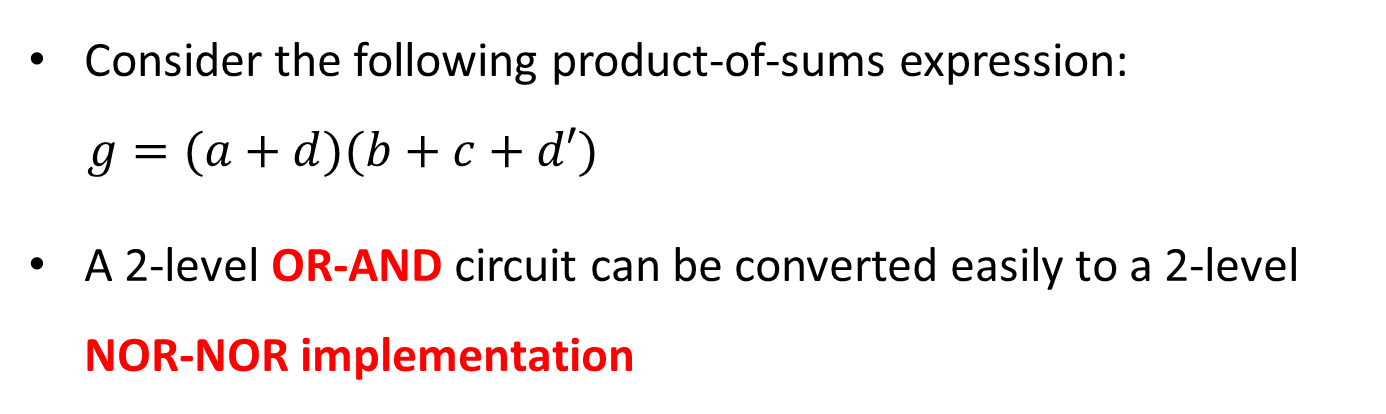 • Consider the following product-of-sums expression:
g = (a + d)(b + c + d′)
• A 2-level OR-AND circuit can be converted easily to a 2-level
NOR-NOR implementation